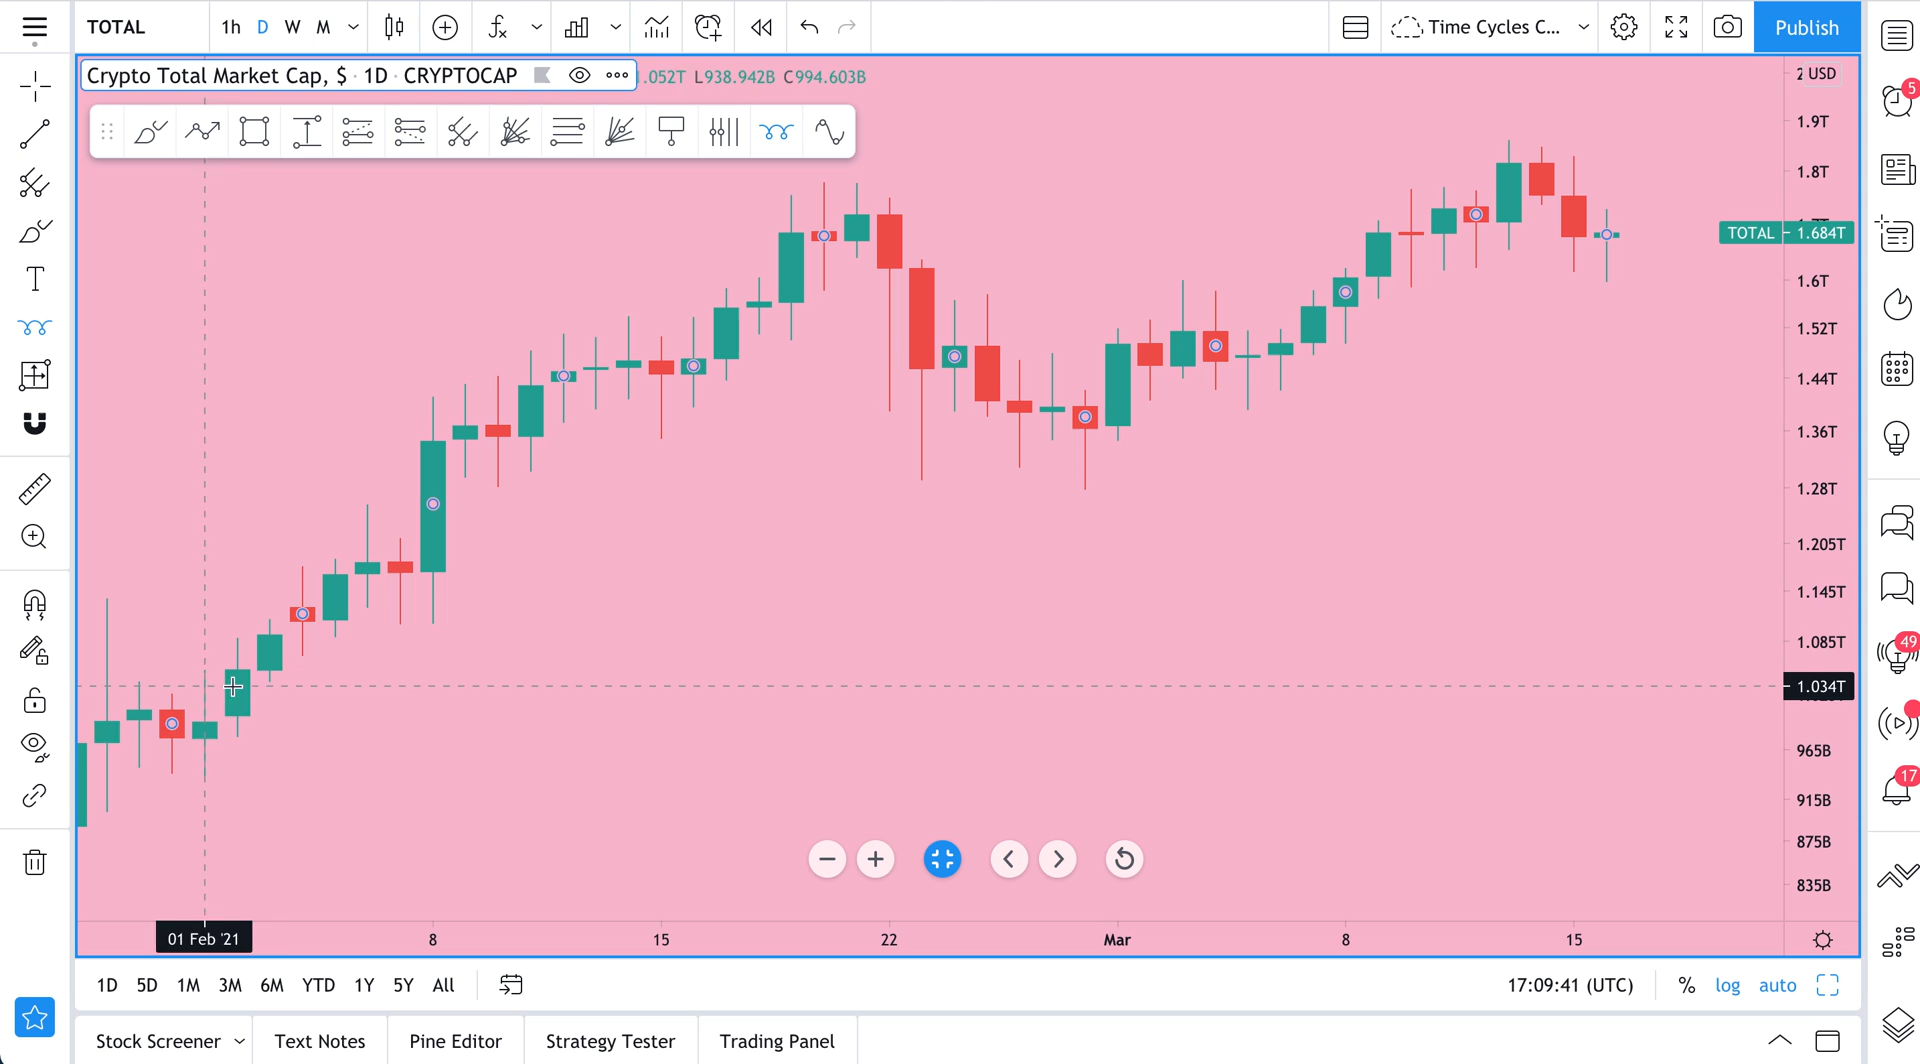 TOTAL 1h D W M Time Cycles C... Publish
Crypto Total Market Cap, $ · 1D · CRYPTOCAP .052T L938.942B C994.603B
USD
1.9T
1.8T
TOTAL 1.684T
1.6T
1.52T
1.44T
1.36T
1.28T
1.205T
1.145T
1.085T
1.034T
965B
915B
875B
835B
01 Feb '21 8 15 22 Mar 8 15
1D 5D 1M 3M 6M YTD 1Y 5Y All 17:09:41 (UTC) % log auto
Stock Screener Text Notes Pine Editor Strategy Tester Trading Panel
5
49
17